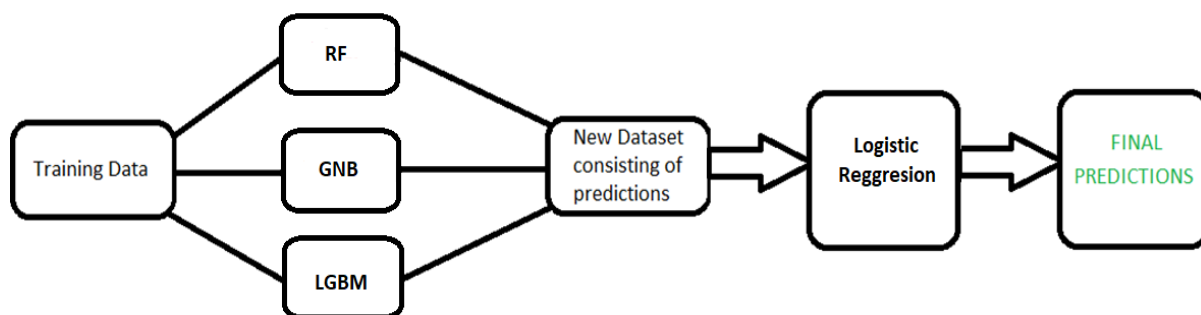 Training Data
RF
GNB
LGBM
New Dataset
consisting of
predictions
Logistic
Reggresion
FINAL
PREDICTIONS